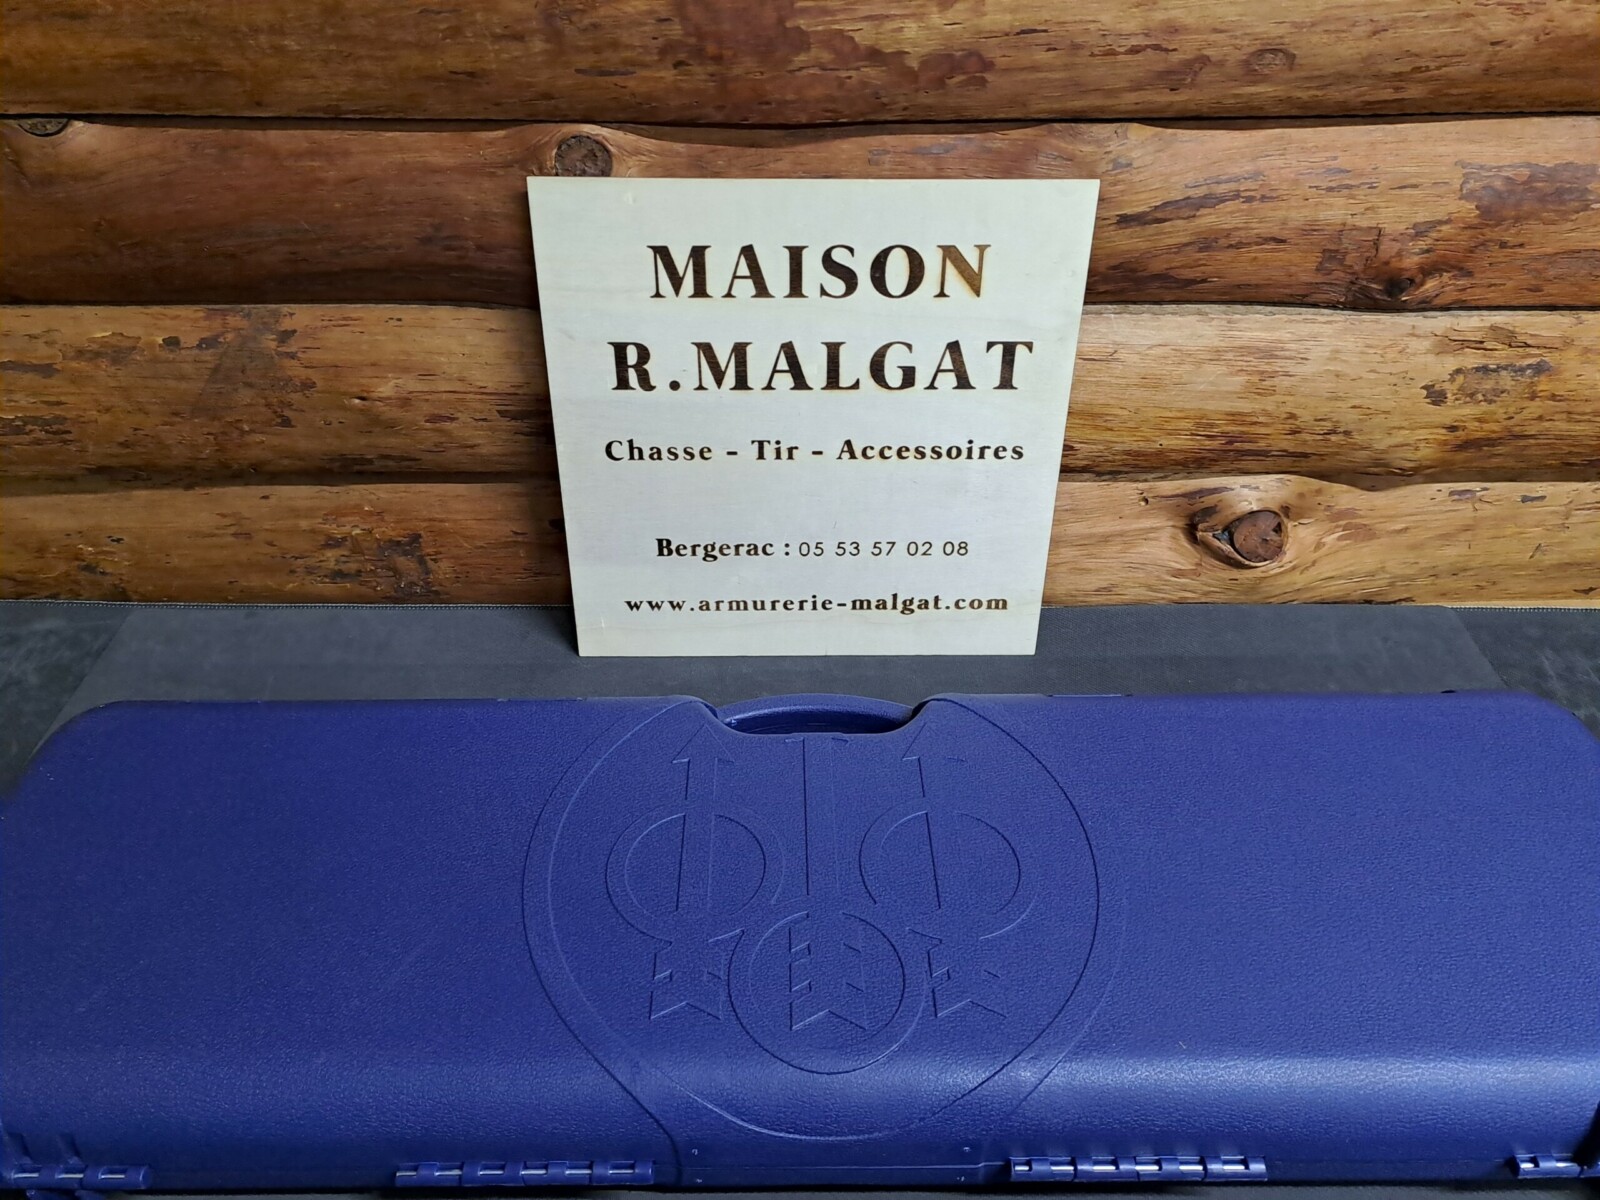 MAISON
R.MALGAT
Chasse - Tir - Accessoires
Bergerac : 05 53 57 02 08
www.armurerie-malgat.com